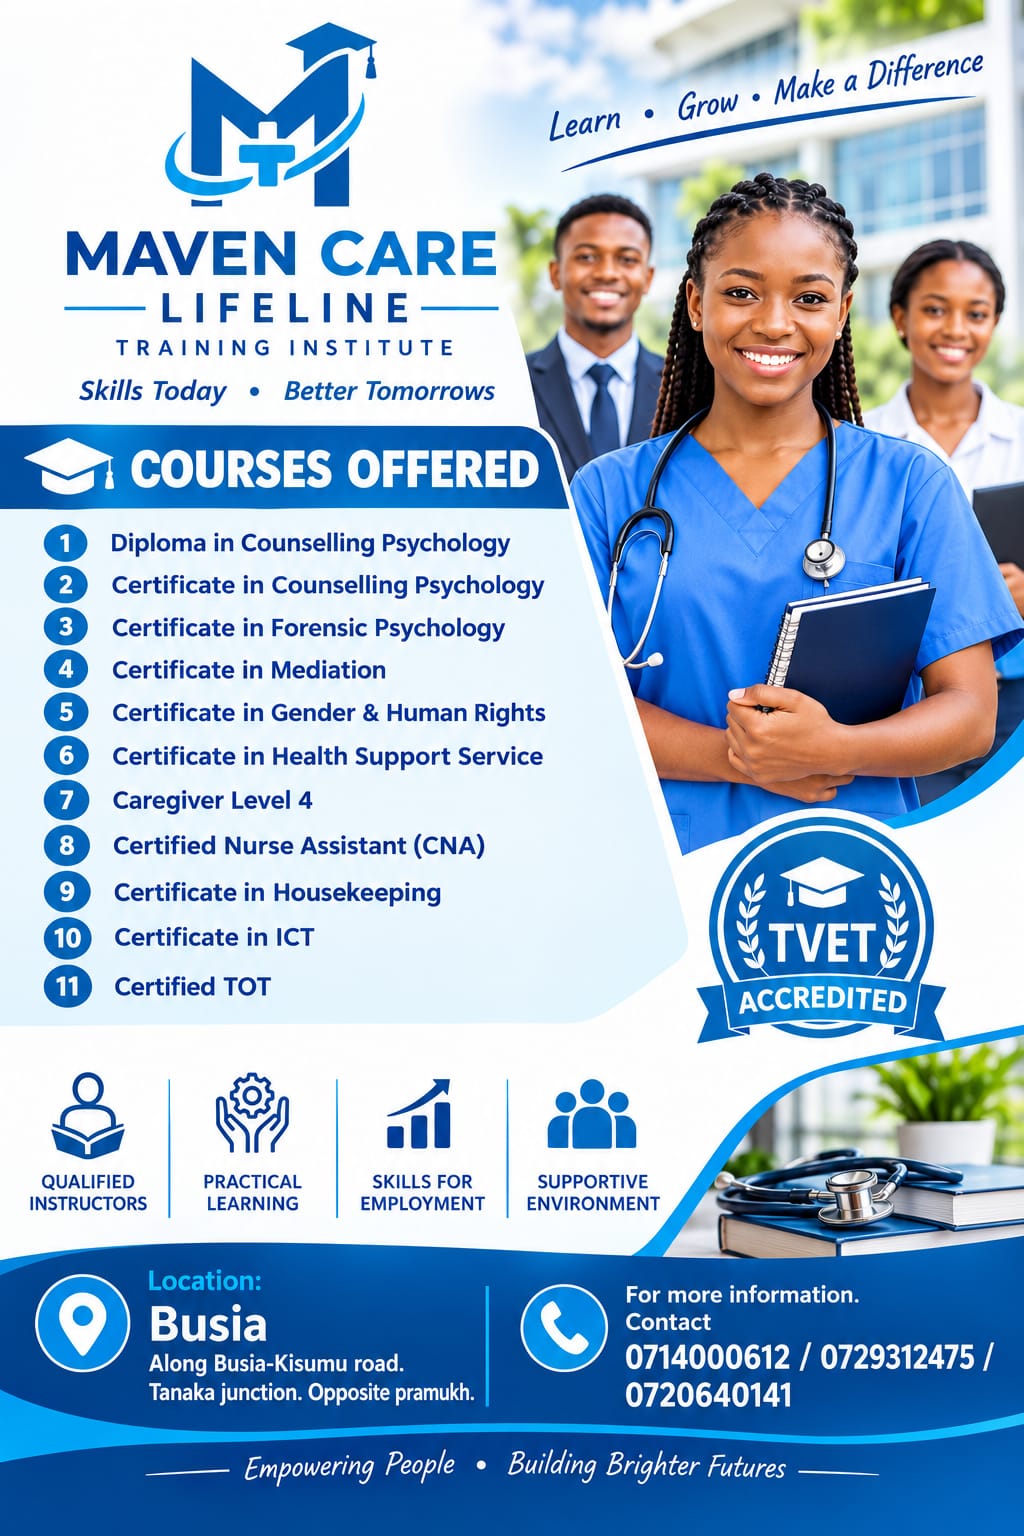 Learn • Grow • Make a Difference
MAVEN CARE
LIFELINE
TRAINING INSTITUTE
Skills Today • Better Tomorrows
COURSES OFFERED
1 Diploma in Counselling Psychology
2 Certificate in Counselling Psychology
3 Certificate in Forensic Psychology
4 Certificate in Mediation
5 Certificate in Gender & Human Rights
6 Certificate in Health Support Service
7 Caregiver Level 4
8 Certified Nurse Assistant (CNA)
9 Certificate in Housekeeping
10 Certificate in ICT
11 Certified TOT
TVET
ACCREDITED
QUALIFIED
INSTRUCTORS
PRACTICAL
LEARNING
SKILLS FOR
EMPLOYMENT
SUPPORTIVE
ENVIRONMENT
Location:
Busia
Along Busia-Kisumu road.
Tanaka junction. Opposite pramukh.
For more information.
Contact
0714000612 / 0729312475 /
0720640141
Empowering People • Building Brighter Futures